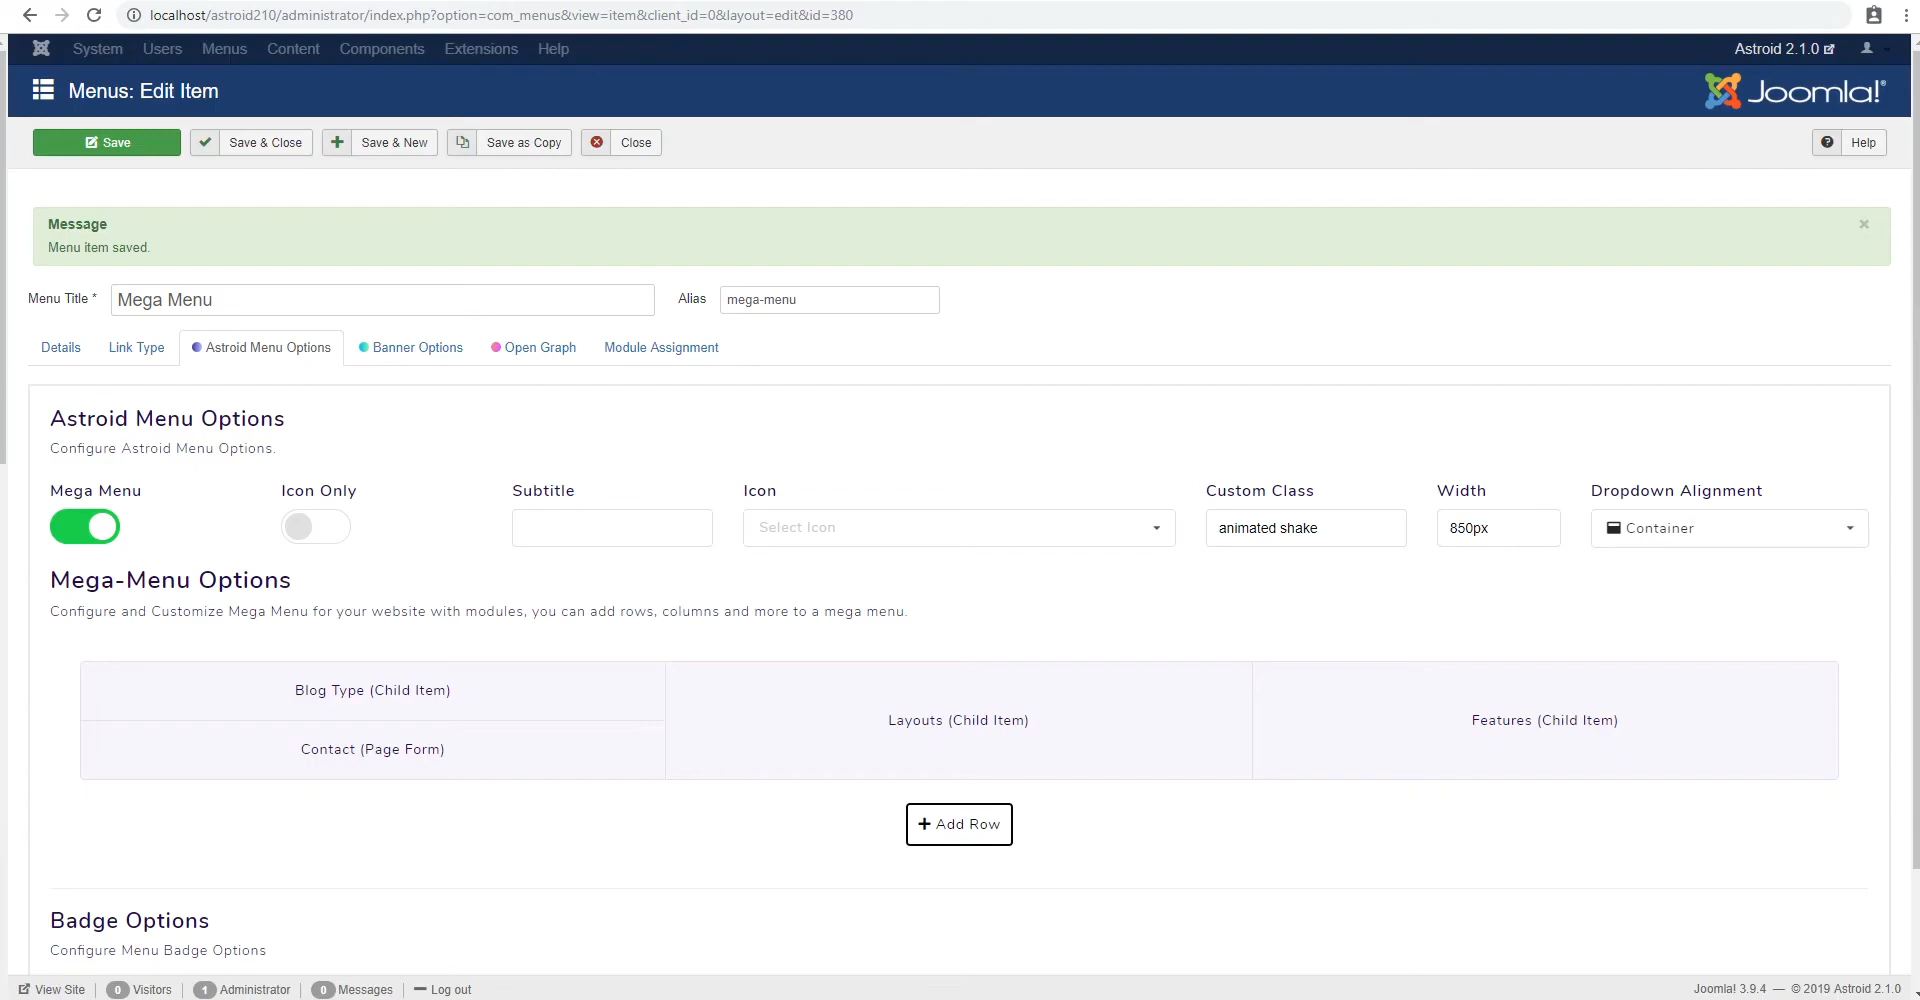 localhost/astroid210/administrator/index.php?option=com_menus&view=item&client_id=0&layout=edit&id=380
System Users Menus Content Components Extensions Help Astroid 2.1.0
Menus: Edit Item Joomla!®
Save Save & Close Save & New Save as Copy Close Help
Message
Menu item saved.
Menu Title * Mega Menu Alias mega-menu
Details Link Type Astroid Menu Options Banner Options Open Graph Module Assignment
Astroid Menu Options
Configure Astroid Menu Options.
Mega Menu Icon Only Subtitle Icon Custom Class Width Dropdown Alignment
Select Icon animated shake 850px Container
Mega-Menu Options
Configure and Customize Mega Menu for your website with modules, you can add rows, columns and more to a mega menu.
Blog Type (Child Item)
Layouts (Child Item) Features (Child Item)
Contact (Page Form)
Add Row
Badge Options
Configure Menu Badge Options
View Site 0 Visitors 1 Administrator 0 Messages Log out Joomla! 3.9.4 — © 2019 Astroid 2.1.0